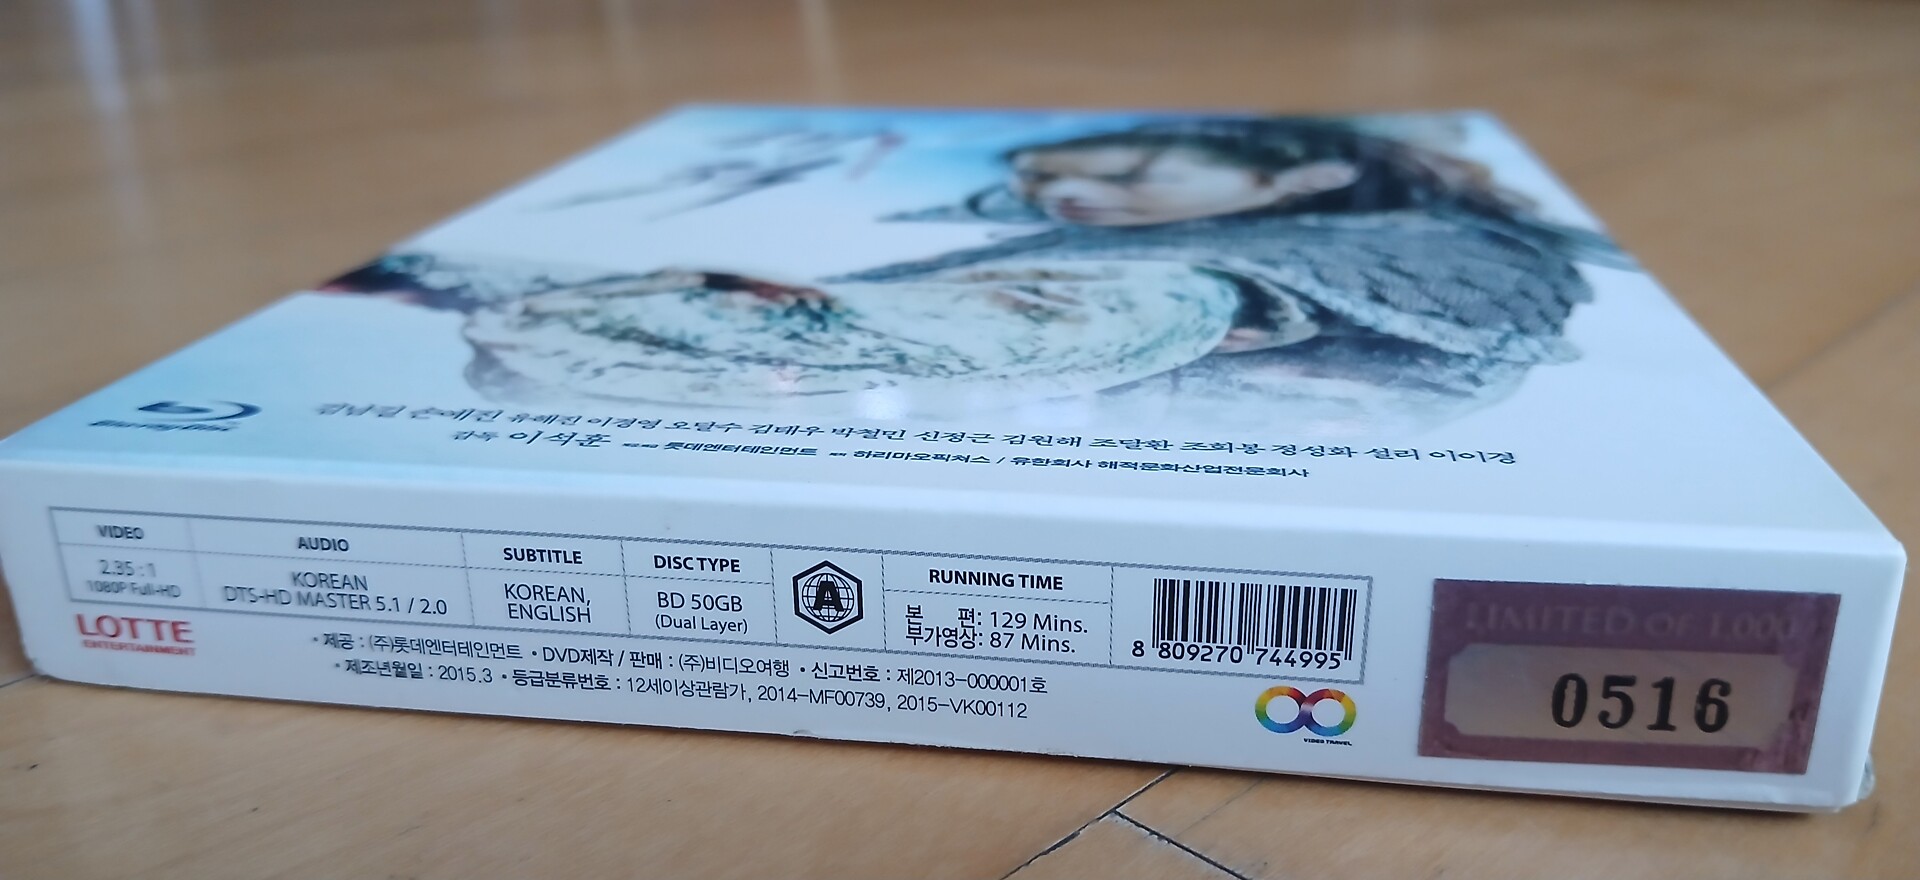 Blu-ray Disc
김남길 손예진 유해진 이경영 오달수 김태우 박철민 신정근 김원해 조달환 조희봉 정성화 설리 이이경
감독 이석훈 롯데엔터테인먼트 하리마오픽쳐스 / 유한회사 해적문화산업전문회사
VIDEO
2.35 : 1
1080P Full-HD
AUDIO
KOREAN
DTS-HD MASTER 5.1 / 2.0
SUBTITLE
KOREAN,
ENGLISH
DISC TYPE
BD 50GB
(Dual Layer)
A
RUNNING TIME
본 편: 129 Mins.
부가영상: 87 Mins.
8 809270 744995
LOTTE
ENTERTAINMENT
• 제공 : (주)롯데엔터테인먼트 • DVD제작 / 판매 : (주)비디오여행 • 신고번호 : 제2013-000001호
• 제조년월일 : 2015.3 • 등급분류번호 : 12세이상관람가, 2014-MF00739, 2015-VK00112
VIDEO TRAVEL
LIMITED OF 1,000
0516